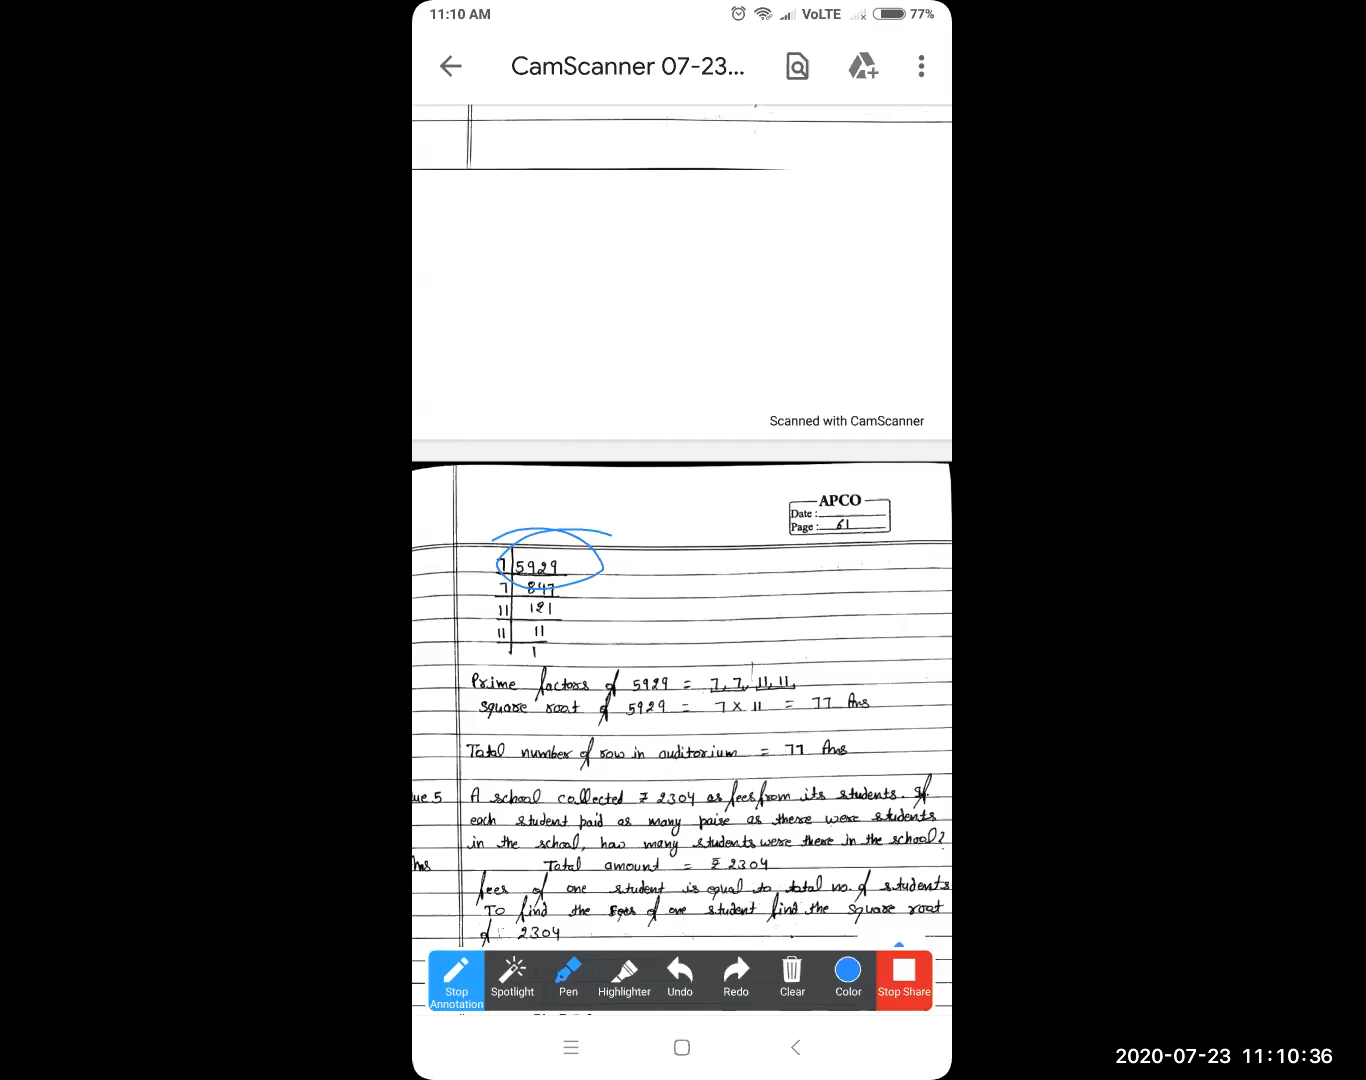 11:10 AM VoLTE 77%
CamScanner 07-23...
Scanned with CamScanner
APCO
Date :
Page : 61
7 5929
7 847
11 121
11 11
1
Prime factors of 5929 = 7, 7, 11, 11,
square root of 5929 = 7 × 11 = 77 Ans
Total number of row in auditorium = 77 Ans
ue 5 A school collected ₹ 2304 as fees from its students. If
each student paid as many paise as there were students
in the school, how many students were there in the school?
Ans Total amount = ₹ 2304
fees of one student is equal to total no. of students
To find the Fees of one student find the square root
of 2304
Stop Annotation Spotlight Pen Highlighter Undo Redo Clear Color Stop Share
2020-07-23 11:10:36